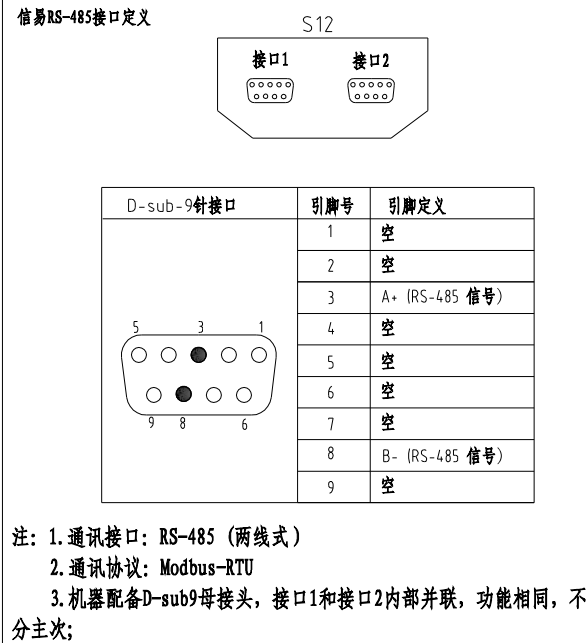 信易RS-485接口定义
S12
接口1 接口2
D-sub-9针接口 引脚号 引脚定义
1 空
2 空
3 A+ (RS-485 信号)
4 空
5 空
6 空
7 空
8 B- (RS-485 信号)
9 空
5 3 1
9 8 6
注: 1.通讯接口: RS-485 (两线式)
2.通讯协议: Modbus-RTU
3.机器配备D-sub9母接头, 接口1和接口2内部并联, 功能相同, 不
分主次;